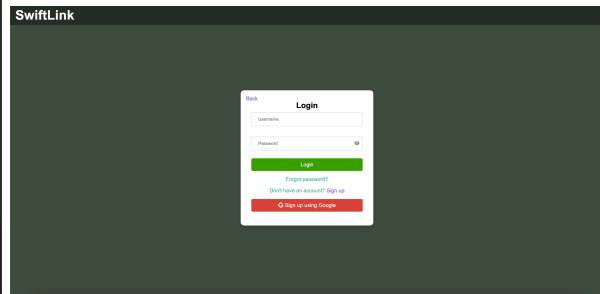 SwiftLink
Back
Login
Username
Password
Login
Forgot password?
Don't have an account? Sign up
G Sign up using Google